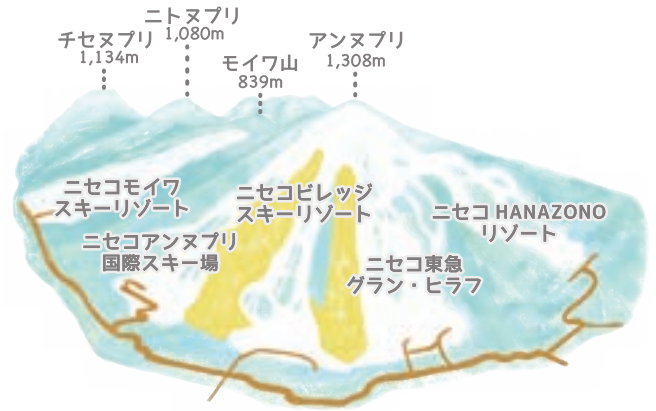 ニトヌプリ
1,080m
チセヌプリ
1,134m
アンヌプリ
1,308m
モイワ山
839m
ニセコモイワ
スキーリゾート
ニセコビレッジ
スキーリゾート
ニセコ HANAZONO
リゾート
ニセコアンヌプリ
国際スキー場
ニセコ東急
グラン・ヒラフ